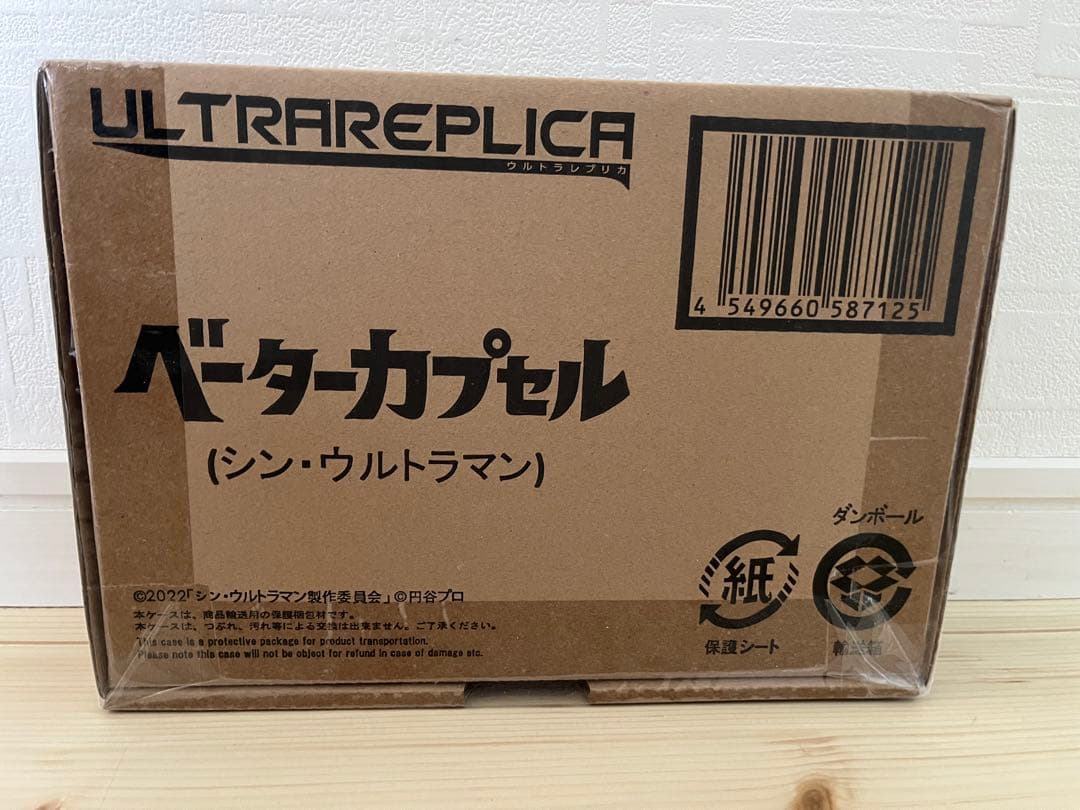 ULTRAREPLICA
ウルトラレプリカ
4 549660 587125
ベーターカプセル
(シン・ウルトラマン)
ダンボール
紙
保護シート
輸送箱
©2022「シン・ウルトラマン製作委員会」©円谷プロ
本ケースは、商品輸送用の保護梱包材です。
本ケースは、つぶれ、汚れ等による交換は出来ません。ご了承ください。
This case is a protective package for product transportation.
Please note this case will not be object for refund in case of damage etc.